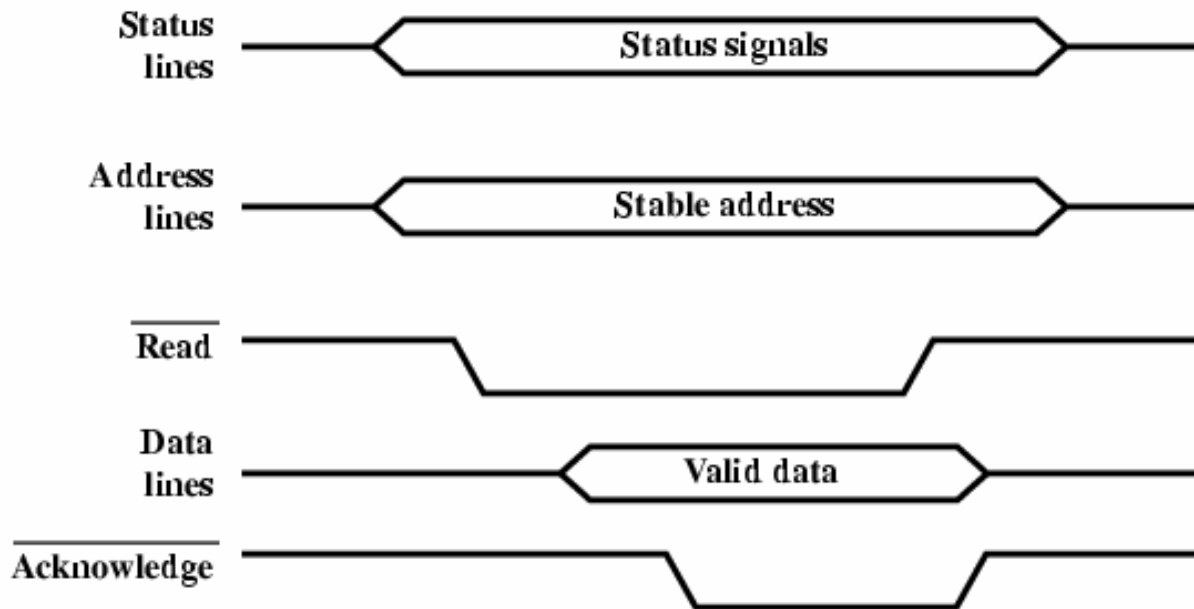 Status
lines
Status signals
Address
lines
Stable address
Read
Data
lines
Valid data
Acknowledge